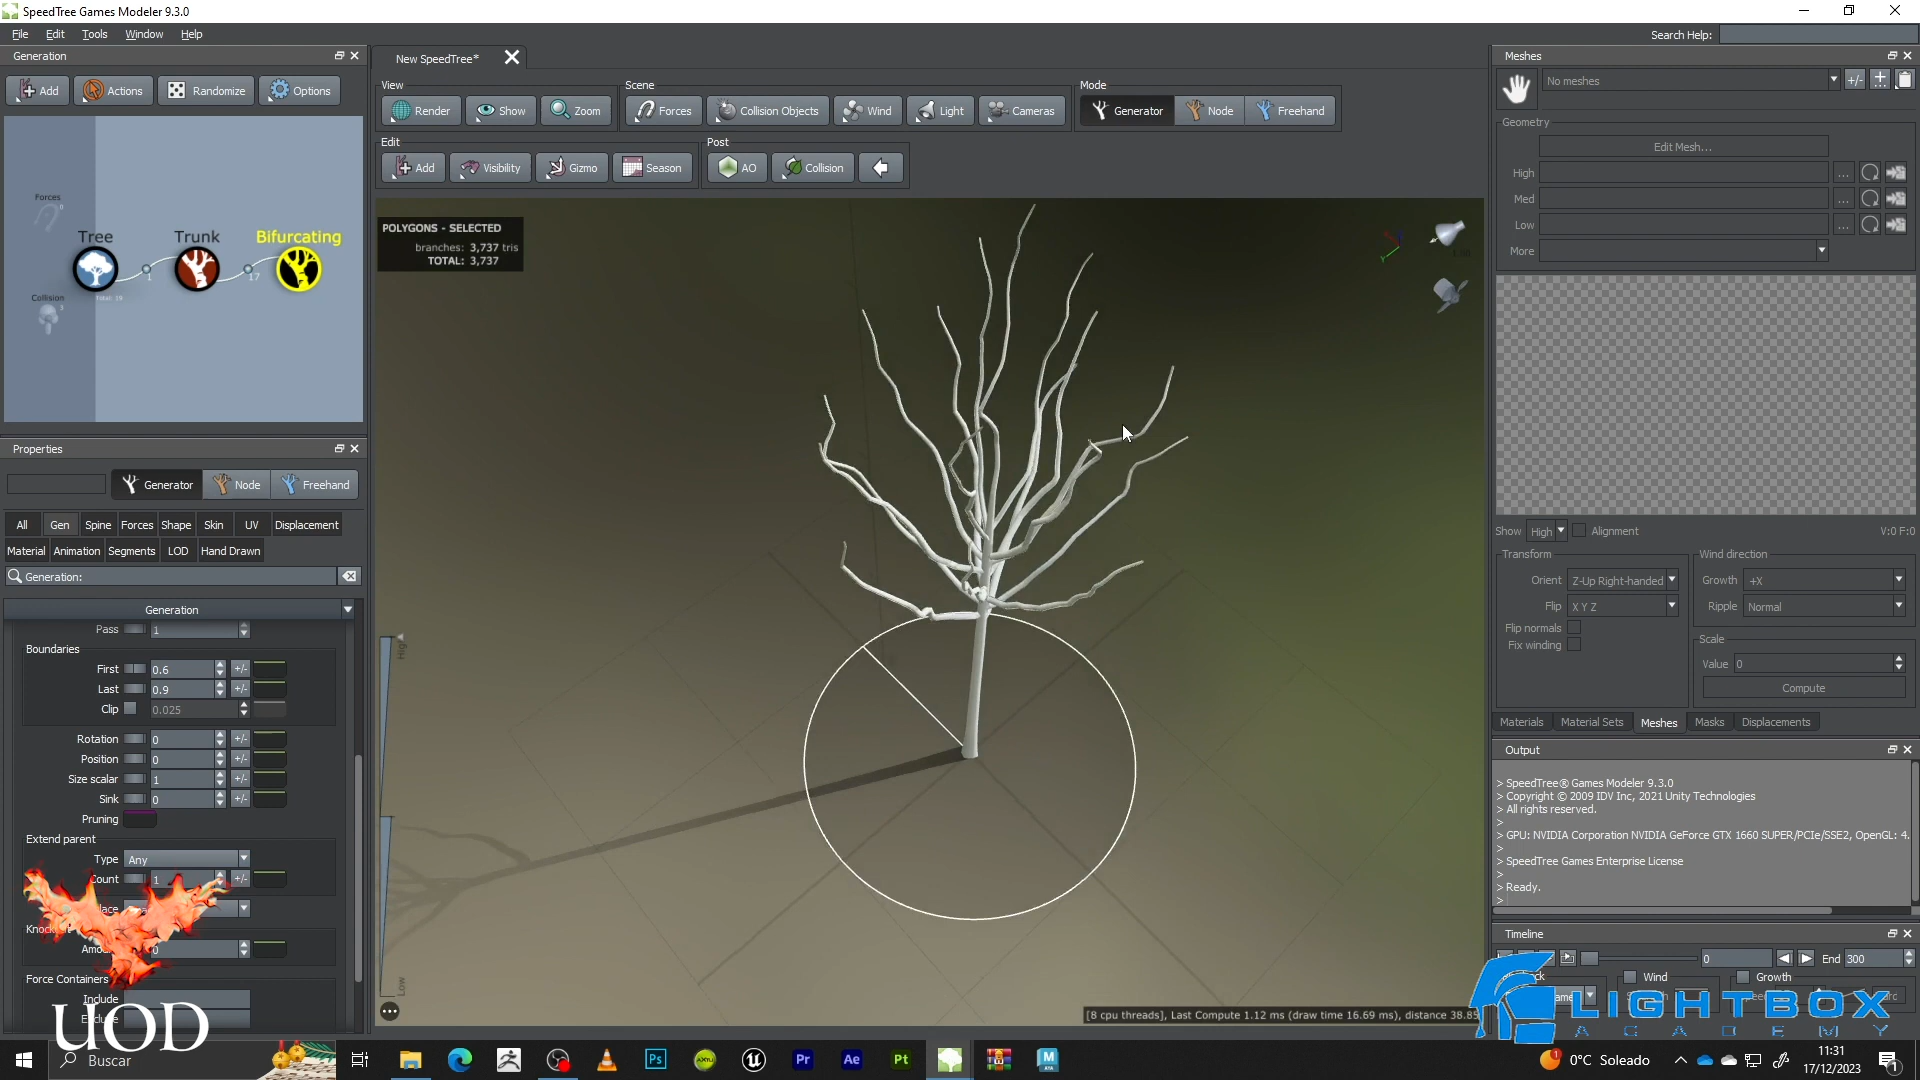 SpeedTree Games Modeler 9.3.0
File Edit Tools Window Help
Search Help:
Generation
New SpeedTree*
Meshes
Add Actions Randomize Options
View
Scene
Mode
Render Show Zoom Forces Collision Objects Wind Light Cameras Generator Node Freehand
Edit
Post
Add Visibility Gizmo Season AO Collision
No meshes
+/-
Geometry
Edit Mesh...
High
Med
Low
More
Forces
0
Tree Trunk Bifurcating
1 17
Collision
POLYGONS - SELECTED
branches: 3,737 tris
TOTAL: 3,737
High
Low
Properties
Generator Node Freehand
All Gen Spine Forces Shape Skin UV Displacement
Material Animation Segments LOD Hand Drawn
Generation:
Generation
Pass 1
Boundaries
First 0.6 +/-
Last 0.9 +/-
Clip 0.025
Rotation 0 +/-
Position 0 +/-
Size scalar 1 +/-
Sink 0 +/-
Pruning
Extend parent
Type Any
Count 1 +/-
Force Containers
Include
[8 cpu threads], Last Compute 1.12 ms (draw time 16.69 ms), distance 38.85
Show High Alignment V:0 F:0
Transform
Orient Z-Up Right-handed
Flip X Y Z
Flip normals
Fix winding
Wind direction
Growth +X
Ripple Normal
Scale
Value 0
Compute
Materials Material Sets Meshes Masks Displacements
Output
> SpeedTree® Games Modeler 9.3.0
> Copyright © 2009 IDV Inc, 2021 Unity Technologies
> All rights reserved.
>
> GPU: NVIDIA Corporation NVIDIA GeForce GTX 1660 SUPER/PCIe/SSE2, OpenGL: 4.
>
> SpeedTree Games Enterprise License
>
> Ready.
>
Timeline
0 End 300
Wind Growth
UOD
LIGHTBOX
ACADEMY
Buscar
Ps
Pr
Ae
Pt
M
0°C Soleado
11:31
17/12/2023
1